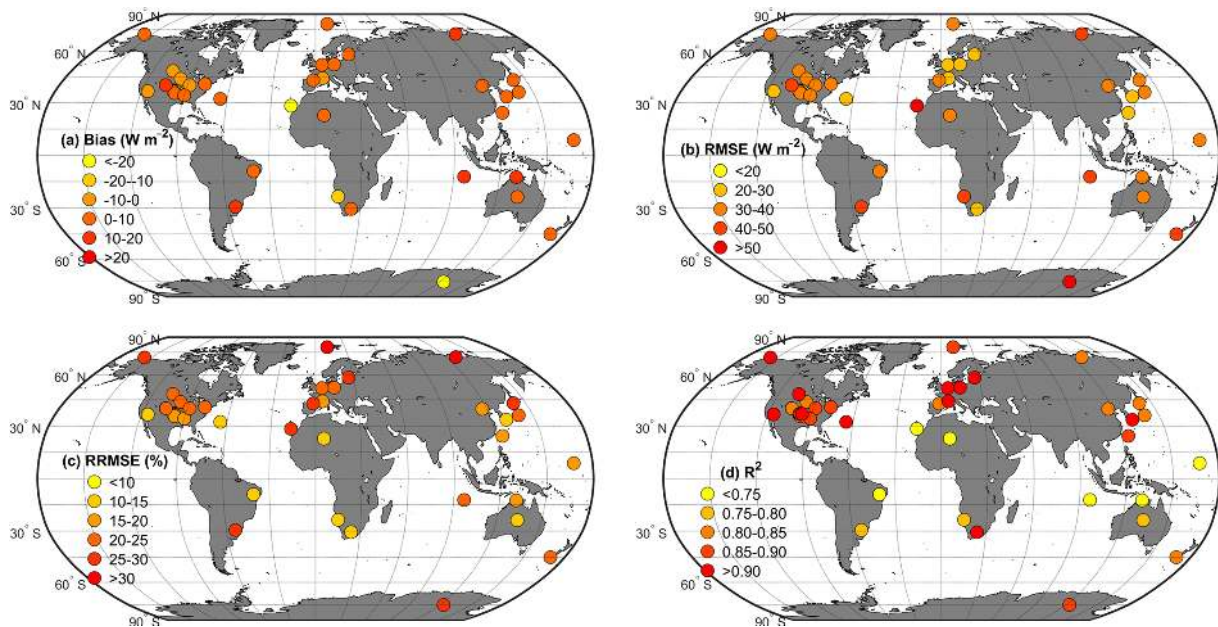 90° N
60° N
30° N
(a) Bias (W m-2)
<-20
-20--10
-10-0
0-10
10-20
>20
30° S
60° S
90° S
90° N
60° N
30° N
(b) RMSE (W m-2)
<20
20-30
30-40
40-50
>50
30° S
60° S
90° S
90° N
60° N
30° N
(c) RRMSE (%)
<10
10-15
15-20
20-25
25-30
>30
30° S
60° S
90° S
90° N
60° N
30° N
(d) R2
<0.75
0.75-0.80
0.80-0.85
0.85-0.90
>0.90
30° S
60° S
90° S